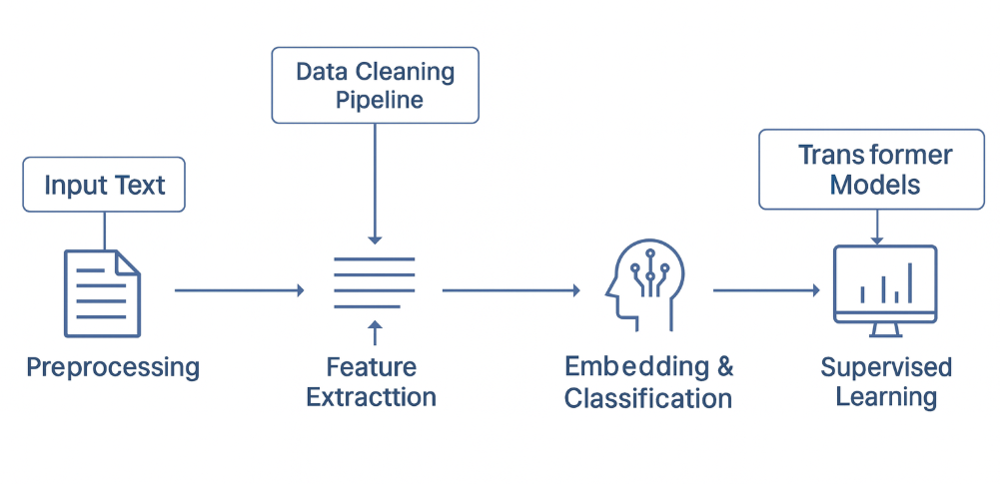 Data Cleaning
Pipeline
Input Text
Trans former
Models
Preprocessing
Feature
Extracttion
Embedding &
Classification
Supervised
Learning